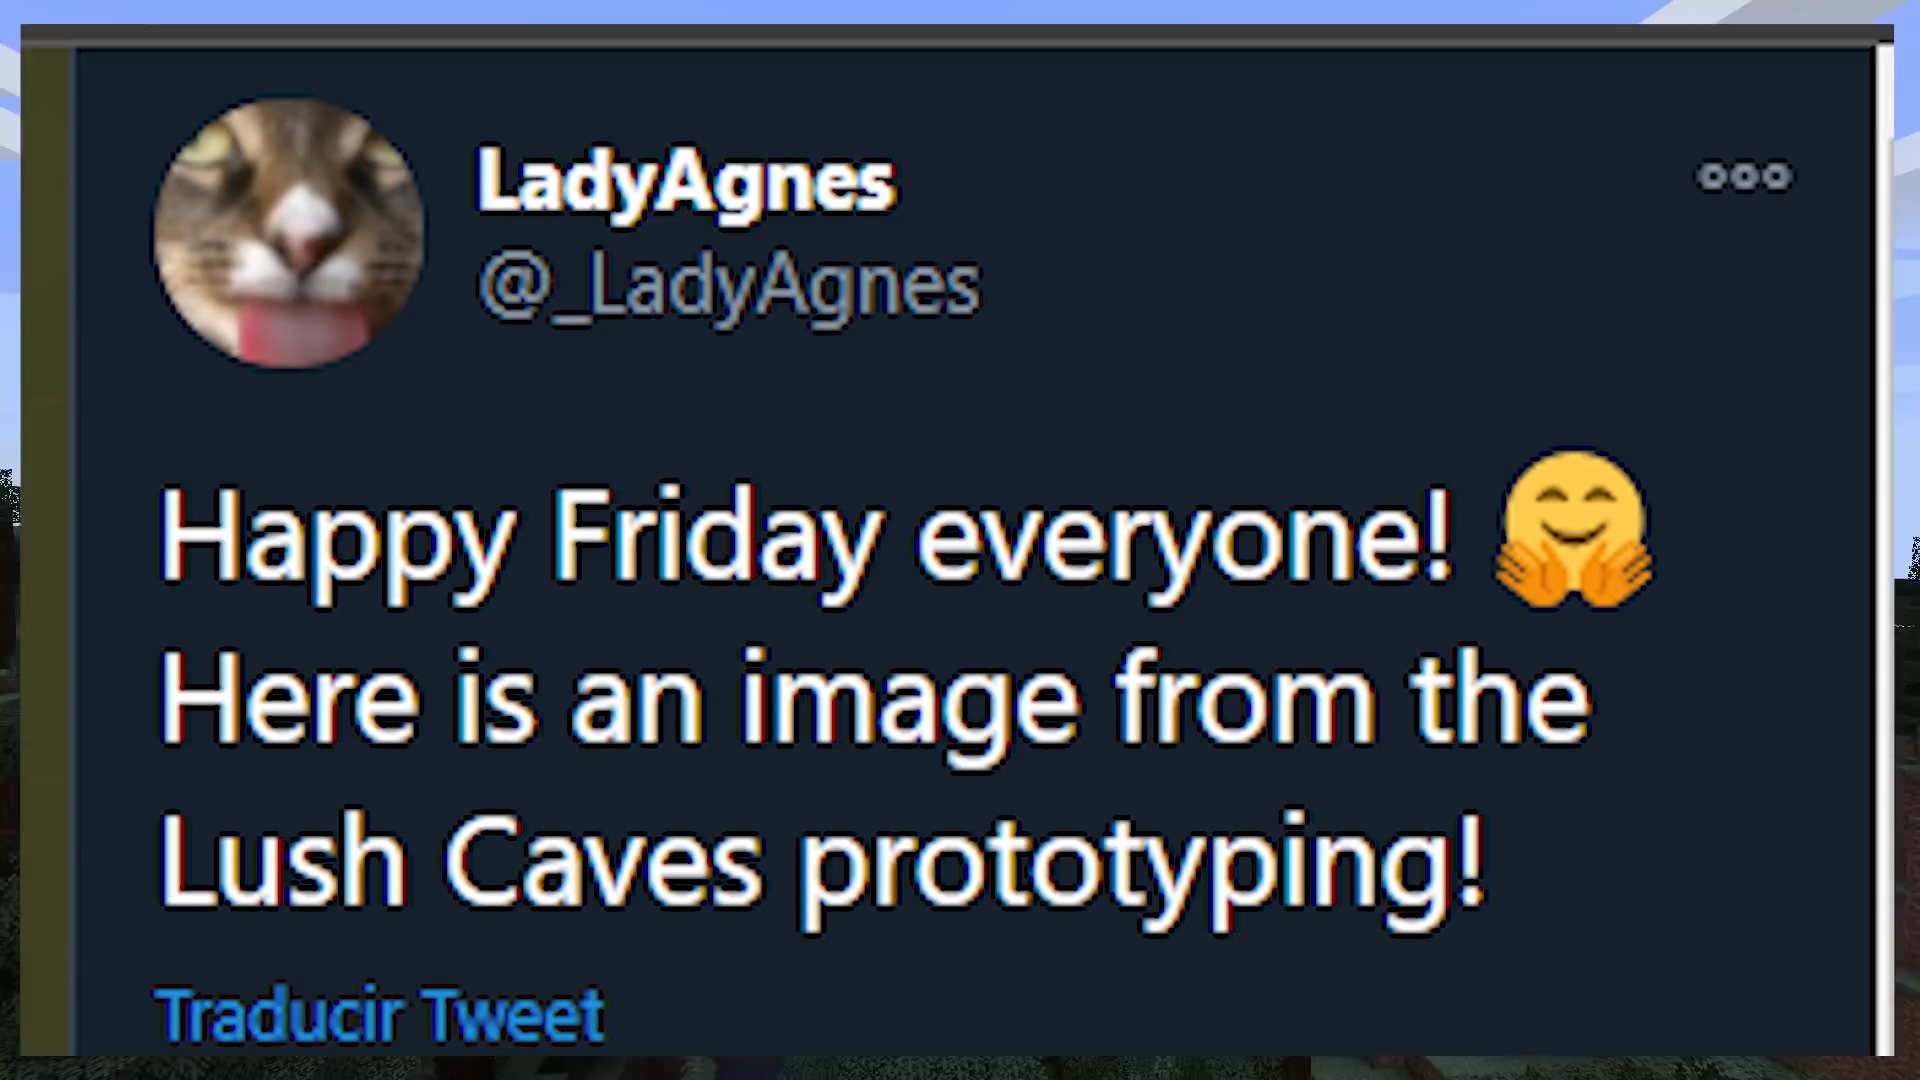 LadyAgnes
@_LadyAgnes
Happy Friday everyone! 🤗
Here is an image from the
Lush Caves prototyping!
Traducir Tweet